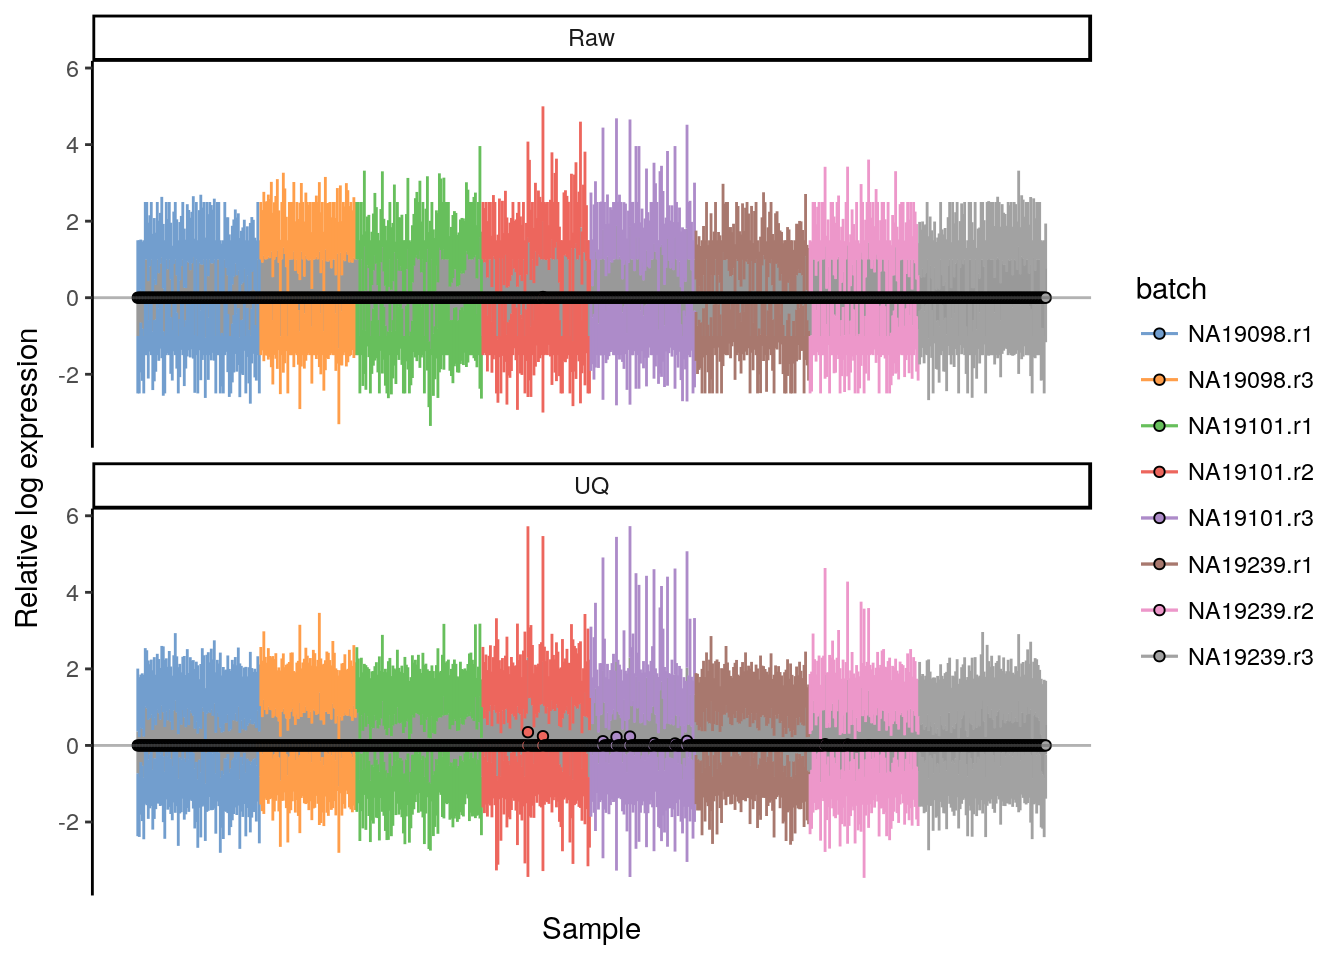 Raw
6
4
2
0
-2
UQ
6
4
2
0
-2
Relative log expression
Sample
batch
NA19098.r1
NA19098.r3
NA19101.r1
NA19101.r2
NA19101.r3
NA19239.r1
NA19239.r2
NA19239.r3